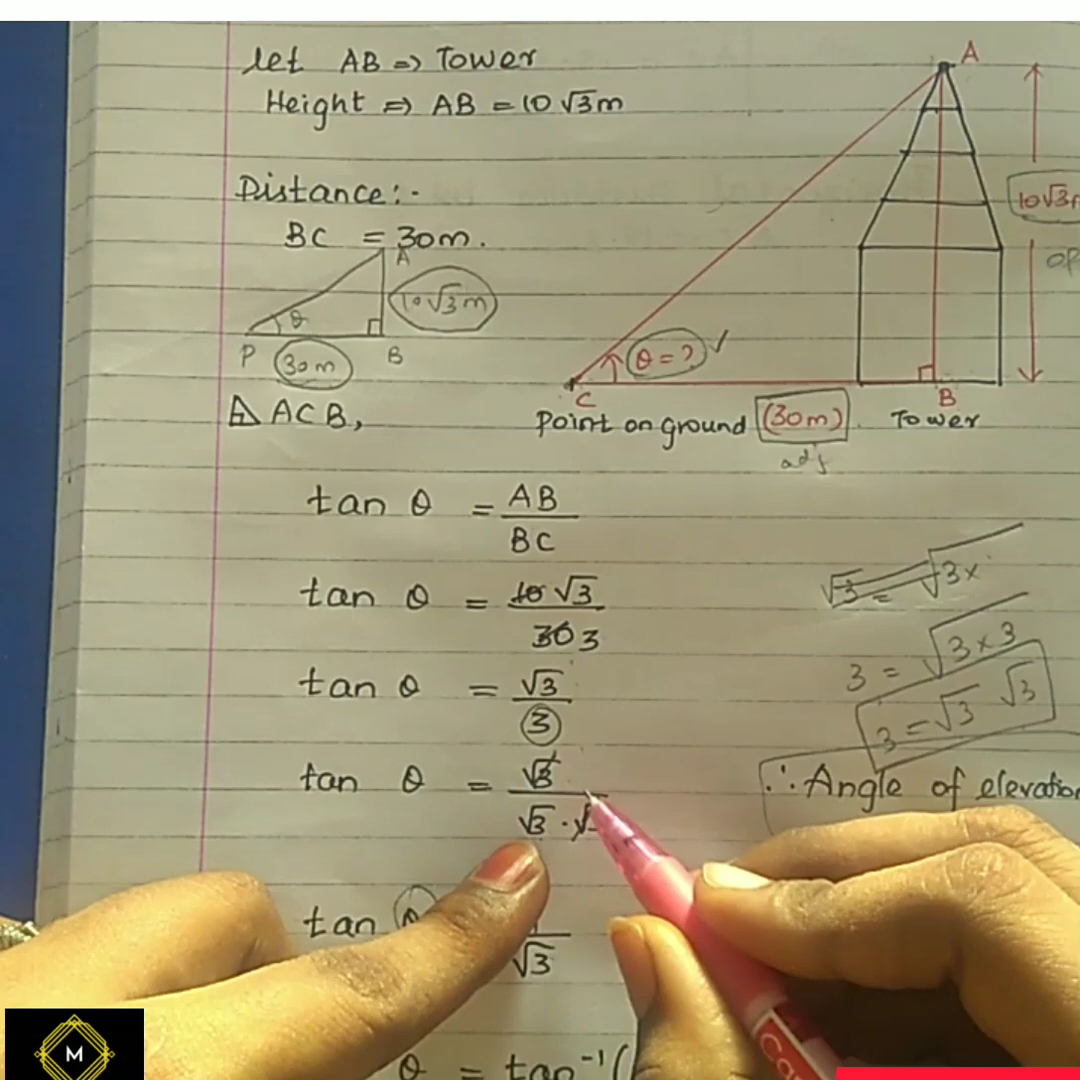 let AB => Tower
Height => AB = 10√3m
Distance:-
BC = 30m.
A
10√3m
θ
P
30m
B
A
10√3
θ = ?
C
B
Point on ground (30m) Tower
adj
△ ACB,
tan θ = AB/BC
tan θ = 10√3/30 3
tan θ = √3/3
tan θ = √3/√3 ·
tan
√3
θ = tan⁻¹(
√3 = √3×
3 = √3×3
3 = √3 √3
∴ Angle of elevation
M